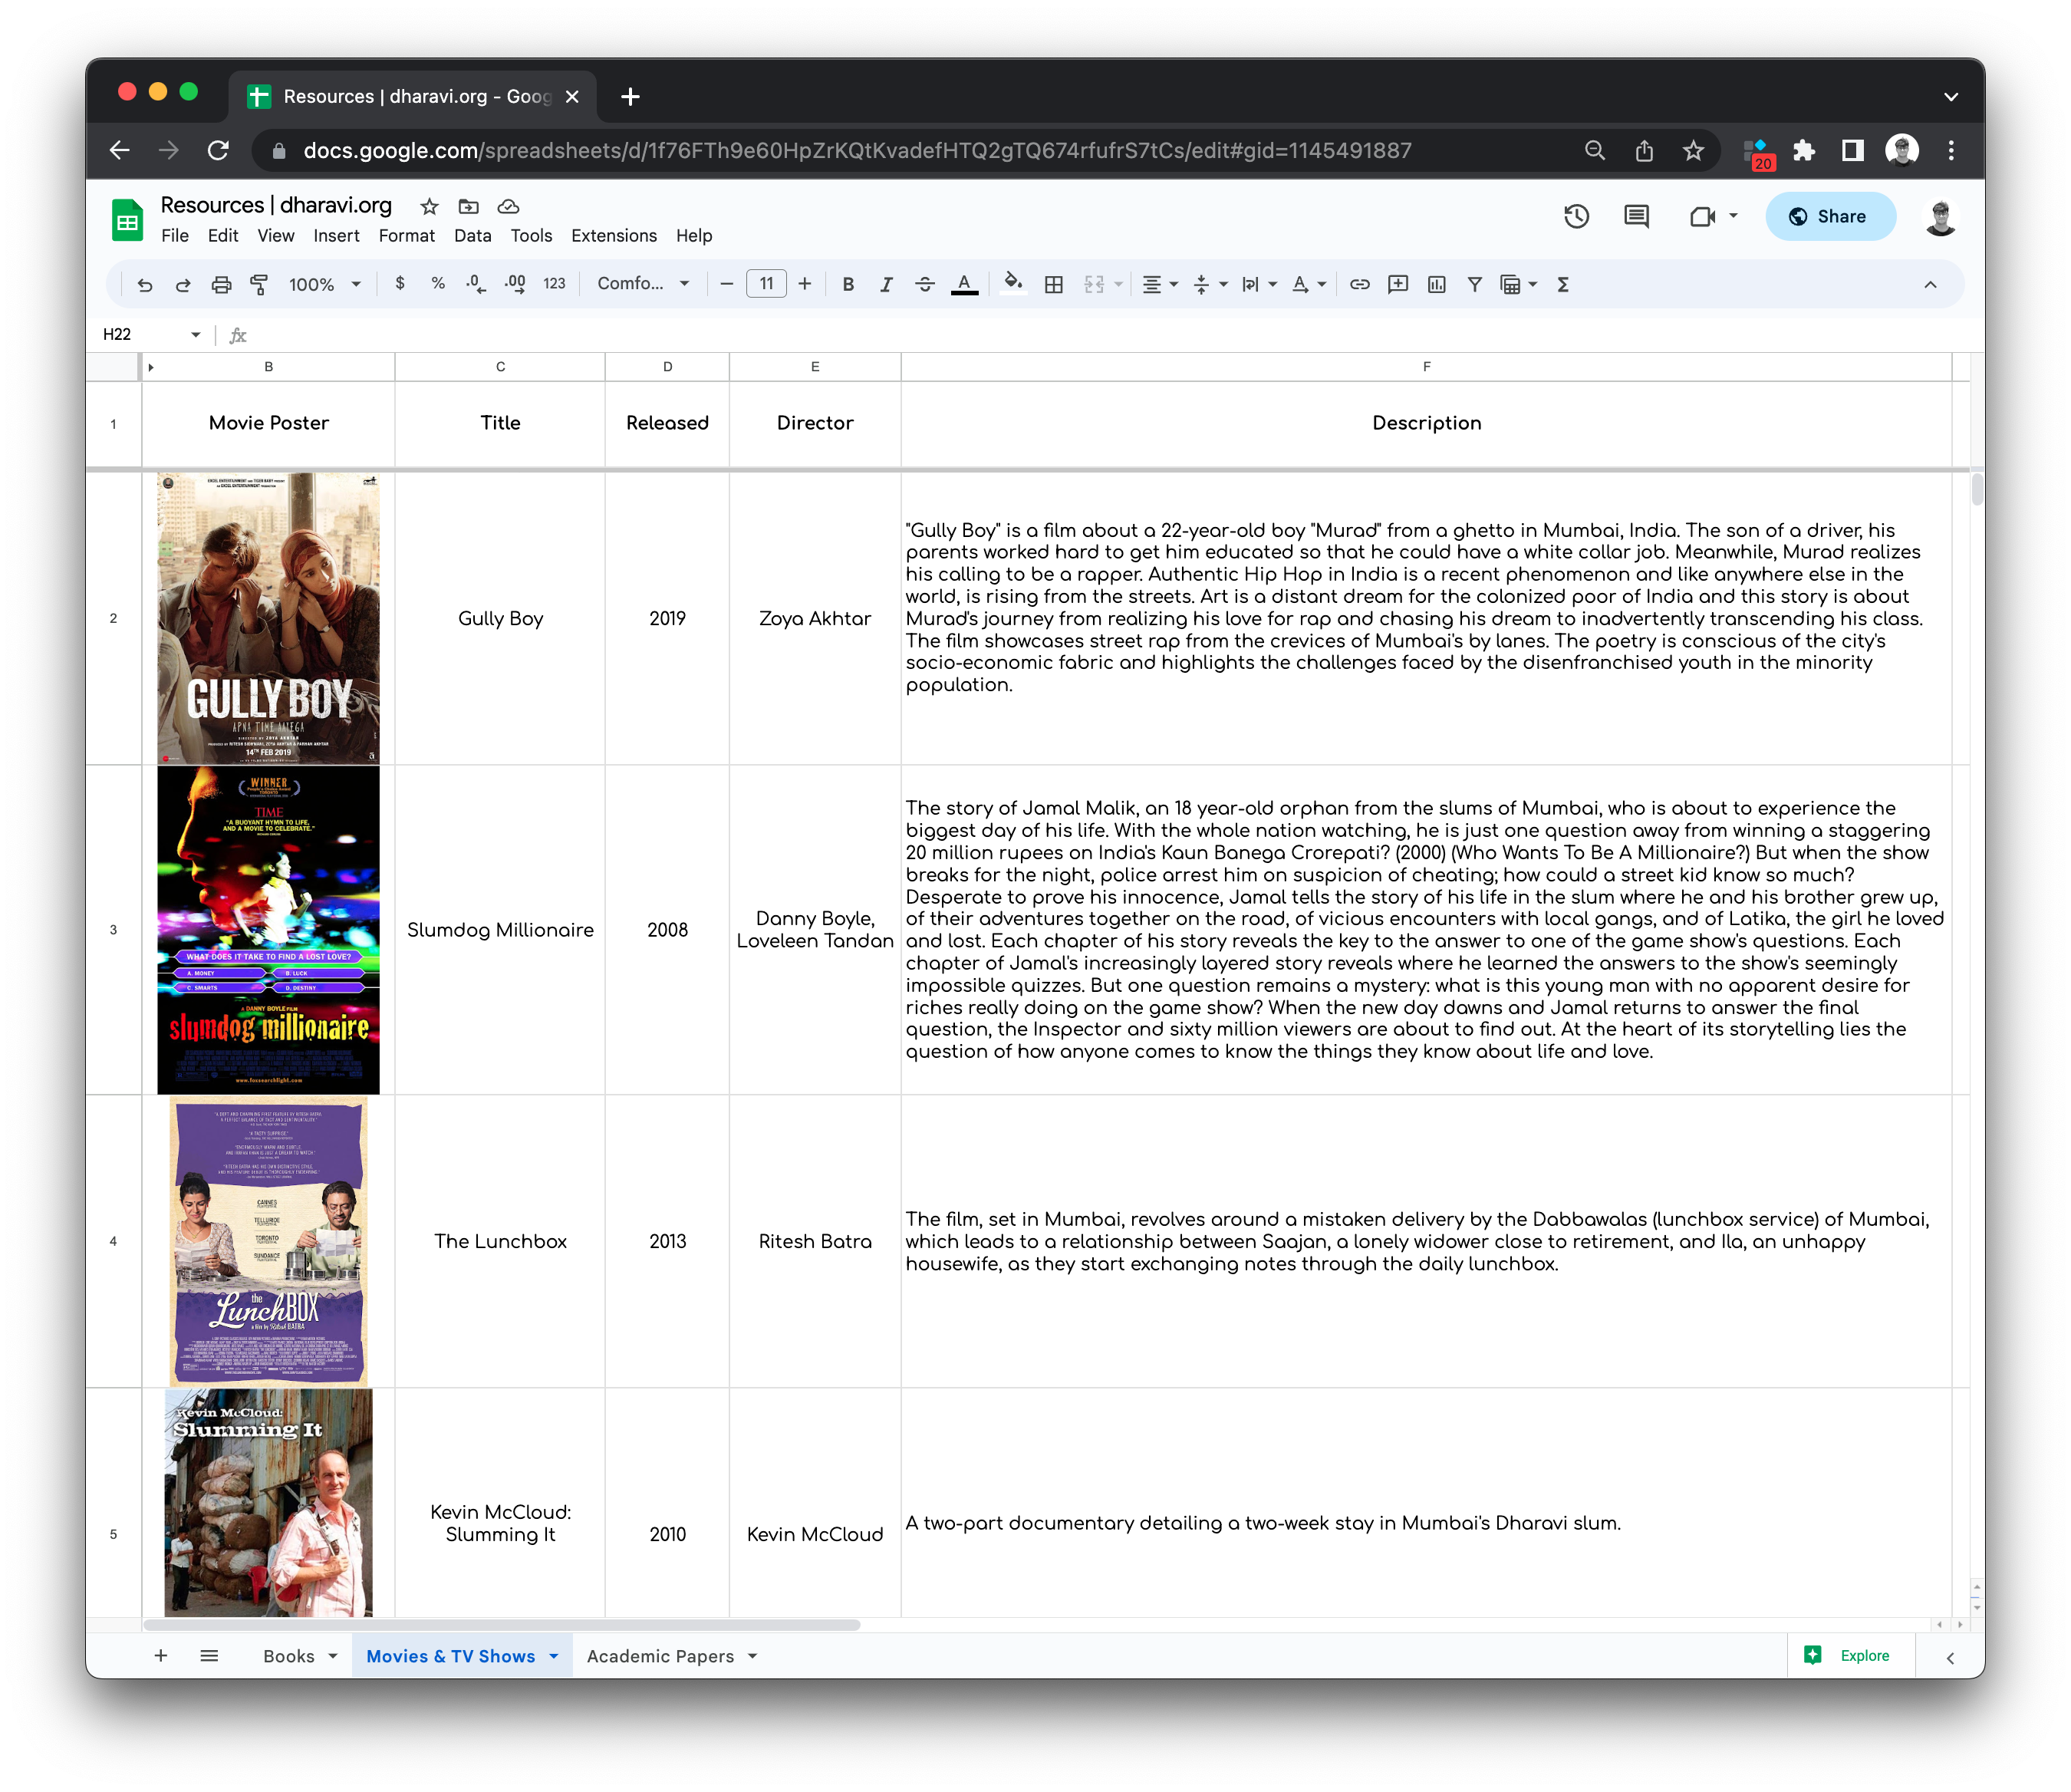 Resources | dharavi.org - Goog
docs.google.com/spreadsheets/d/1f76FTh9e60HpZrKQtKvadefHTQ2gTQ674rfufrS7tCs/edit#gid=1145491887
20
Resources | dharavi.org
File Edit View Insert Format Data Tools Extensions Help
Share
100% $ % .0 .00 123 Comfo... 11 B I A Σ
H22 fx
B C D E F
1 Movie Poster Title Released Director Description
EXCEL ENTERTAINMENT
GULLY BOY
APNA TIME AAYEGA
DIRECTED BY ZOYA AKHTAR
14TH FEB 2019
2 Gully Boy 2019 Zoya Akhtar
"Gully Boy" is a film about a 22-year-old boy "Murad" from a ghetto in Mumbai, India. The son of a driver, his
parents worked hard to get him educated so that he could have a white collar job. Meanwhile, Murad realizes
his calling to be a rapper. Authentic Hip Hop in India is a recent phenomenon and like anywhere else in the
world, is rising from the streets. Art is a distant dream for the colonized poor of India and this story is about
Murad's journey from realizing his love for rap and chasing his dream to inadvertently transcending his class.
The film showcases street rap from the crevices of Mumbai's by lanes. The poetry is conscious of the city's
socio-economic fabric and highlights the challenges faced by the disenfranchised youth in the minority
population.
WINNER
People's Choice Award
TORONTO
TIME
"A BUOYANT HYMN TO LIFE,
AND A MOVIE TO CELEBRATE."
WHAT DOES IT TAKE TO FIND A LOST LOVE?
A. MONEY B. LUCK
C. SMARTS D. DESTINY
A DANNY BOYLE FILM
slumdog millionaire
www.foxsearchlight.com
3 Slumdog Millionaire 2008
Danny Boyle,
Loveleen Tandan
The story of Jamal Malik, an 18 year-old orphan from the slums of Mumbai, who is about to experience the
biggest day of his life. With the whole nation watching, he is just one question away from winning a staggering
20 million rupees on India's Kaun Banega Crorepati? (2000) (Who Wants To Be A Millionaire?) But when the show
breaks for the night, police arrest him on suspicion of cheating; how could a street kid know so much?
Desperate to prove his innocence, Jamal tells the story of his life in the slum where he and his brother grew up,
of their adventures together on the road, of vicious encounters with local gangs, and of Latika, the girl he loved
and lost. Each chapter of his story reveals the key to the answer to one of the game show's questions. Each
chapter of Jamal's increasingly layered story reveals where he learned the answers to the show's seemingly
impossible quizzes. But one question remains a mystery: what is this young man with no apparent desire for
riches really doing on the game show? When the new day dawns and Jamal returns to answer the final
question, the Inspector and sixty million viewers are about to find out. At the heart of its storytelling lies the
question of how anyone comes to know the things they know about life and love.
"A TASTY SURPRISE."
CANNES
TELLURIDE
TORONTO
SUNDANCE
the
LunchBOX
a film by Ritesh BATRA
4 The Lunchbox 2013 Ritesh Batra
The film, set in Mumbai, revolves around a mistaken delivery by the Dabbawalas (lunchbox service) of Mumbai,
which leads to a relationship between Saajan, a lonely widower close to retirement, and Ila, an unhappy
housewife, as they start exchanging notes through the daily lunchbox.
Kevin McCloud:
Slumming It
5
Kevin McCloud:
Slumming It
2010 Kevin McCloud
A two-part documentary detailing a two-week stay in Mumbai's Dharavi slum.
Books Movies & TV Shows Academic Papers Explore